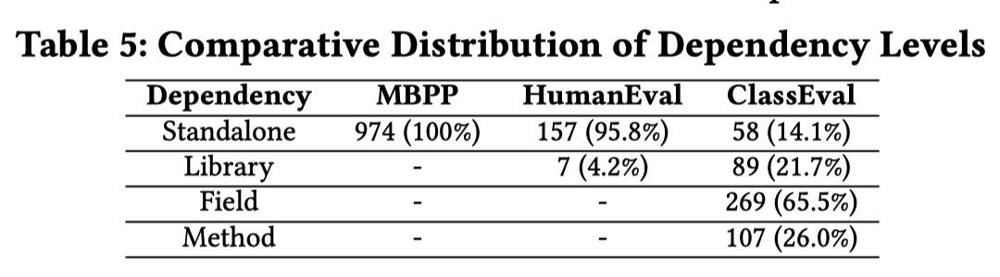 Table 5: Comparative Distribution of Dependency Levels
Dependency MBPP HumanEval ClassEval
Standalone 974 (100%) 157 (95.8%) 58 (14.1%)
Library - 7 (4.2%) 89 (21.7%)
Field - - 269 (65.5%)
Method - - 107 (26.0%)